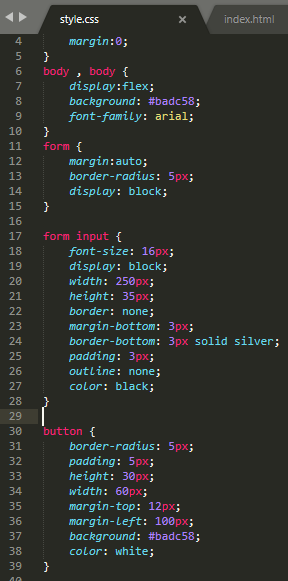 style.css × index.html
4 margin:0;
5 }
6 body , body {
7 display:flex;
8 background: #badc58;
9 font-family: arial;
10 }
11 form {
12 margin:auto;
13 border-radius: 5px;
14 display: block;
15 }
16
17 form input {
18 font-size: 16px;
19 display: block;
20 width: 250px;
21 height: 35px;
22 border: none;
23 margin-bottom: 3px;
24 border-bottom: 3px solid silver;
25 padding: 3px;
26 outline: none;
27 color: black;
28 }
29
30 button {
31 border-radius: 5px;
32 padding: 5px;
33 height: 30px;
34 width: 60px;
35 margin-top: 12px;
36 margin-left: 100px;
37 background: #badc58;
38 color: white;
39 }